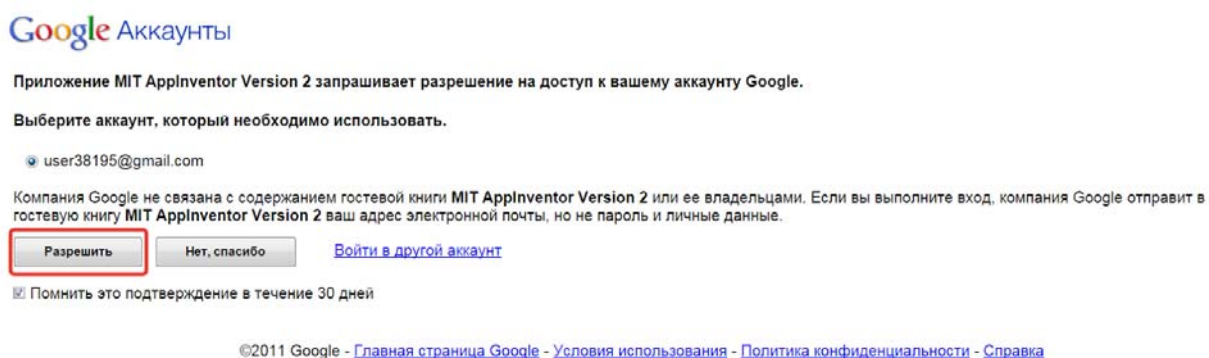 Google Аккаунты
Приложение MIT AppInventor Version 2 запрашивает разрешение на доступ к вашему аккаунту Google.
Выберите аккаунт, который необходимо использовать.
user38195@gmail.com
Компания Google не связана с содержанием гостевой книги MIT AppInventor Version 2 или ее владельцами. Если вы выполните вход, компания Google отправит в
гостевую книгу MIT AppInventor Version 2 ваш адрес электронной почты, но не пароль и личные данные.
Разрешить Нет, спасибо Войти в другой аккаунт
Помнить это подтверждение в течение 30 дней
©2011 Google - Главная страница Google - Условия использования - Политика конфиденциальности - Справка